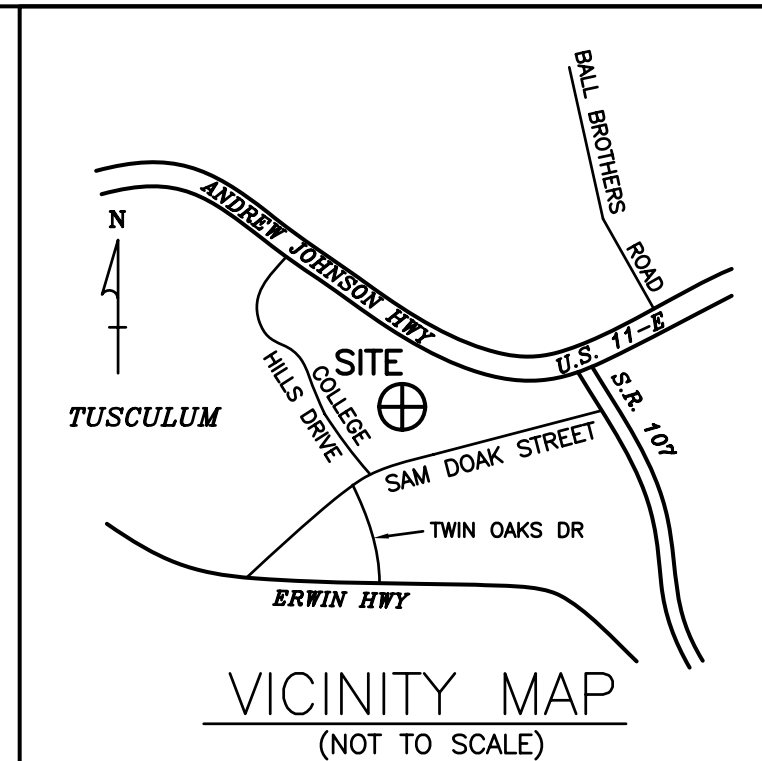 BALL BROTHERS
ROAD
ANDREW JOHNSON HWY
N
U.S. 11-E
SITE
S.R. 107
COLLEGE
HILLS DRIVE
TUSCULUM
SAM DOAK STREET
TWIN OAKS DR
ERWIN HWY
VICINITY MAP
(NOT TO SCALE)